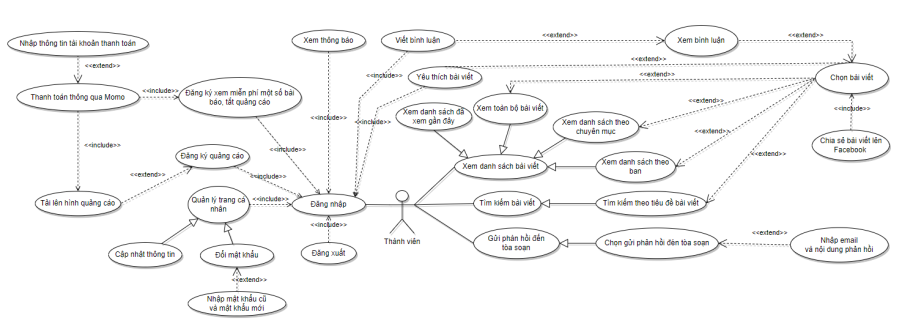 Nhập thông tin tài khoản thanh toán
<<extend>>
Thanh toán thông qua Momo
<<include>>
Đăng ký xem miễn phí một số bài
báo, tắt quảng cáo
<<include>>
<<include>>
Tải lên hình quảng cáo
<<extend>>
Đăng ký quảng cáo
<<include>>
Quản lý trang cá
nhân
<<include>>
Cập nhật thông tin
Đổi mật khẩu
<<extend>>
Nhập mật khẩu cũ
và mật khẩu mới
Đăng nhập
<<include>>
Đăng xuất
Xem thông báo
<<include>>
Viết bình luận
<<include>>
<<extend>>
Xem bình luận
<<extend>>
Yêu thích bài viết
<<include>>
<<extend>>
Chọn bài viết
<<include>>
Chia sẻ bài viết lên
Facebook
Xem danh sách đã
xem gần đây
Xem toàn bộ bài viết
<<extend>>
Xem danh sách theo
chuyên mục
<<extend>>
Xem danh sách bài viết
Xem danh sách theo
ban
<<extend>>
Thành viên
Tìm kiếm bài viết
Tìm kiếm theo tiêu đề bài viết
<<extend>>
Gửi phản hồi đến
tòa soạn
Chọn gửi phản hồi đến tòa soạn
<<extend>>
Nhập email
và nội dung phản hồi